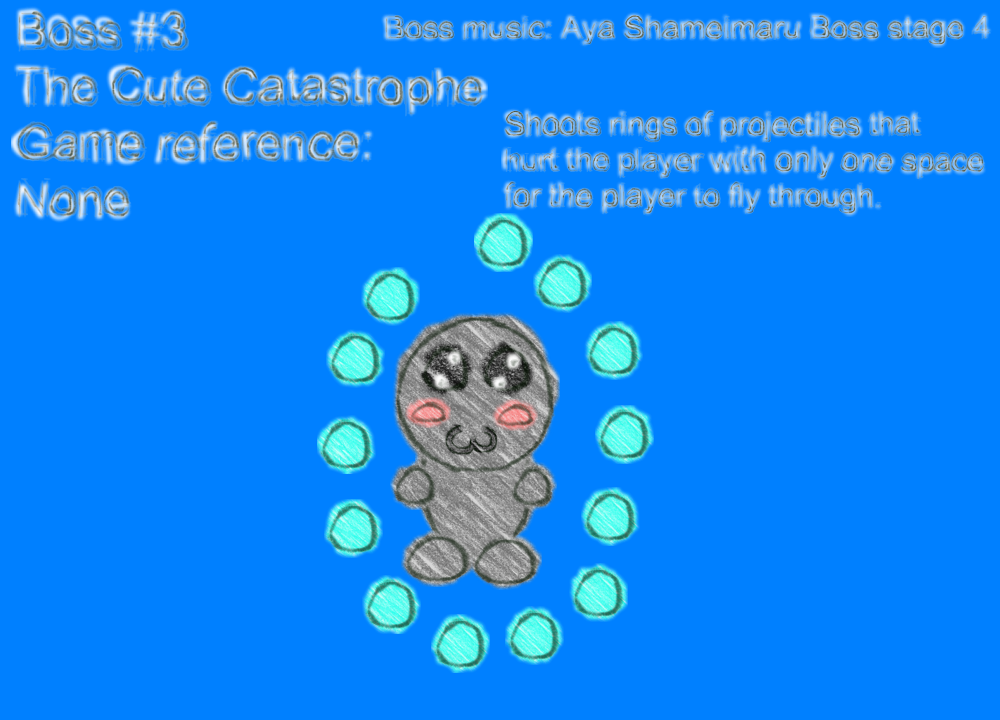 Boss #3
The Cute Catastrophe
Game reference:
None
Boss music: Aya Shameimaru Boss stage 4
Shoots rings of projectiles that
hurt the player with only one space
for the player to fly through.